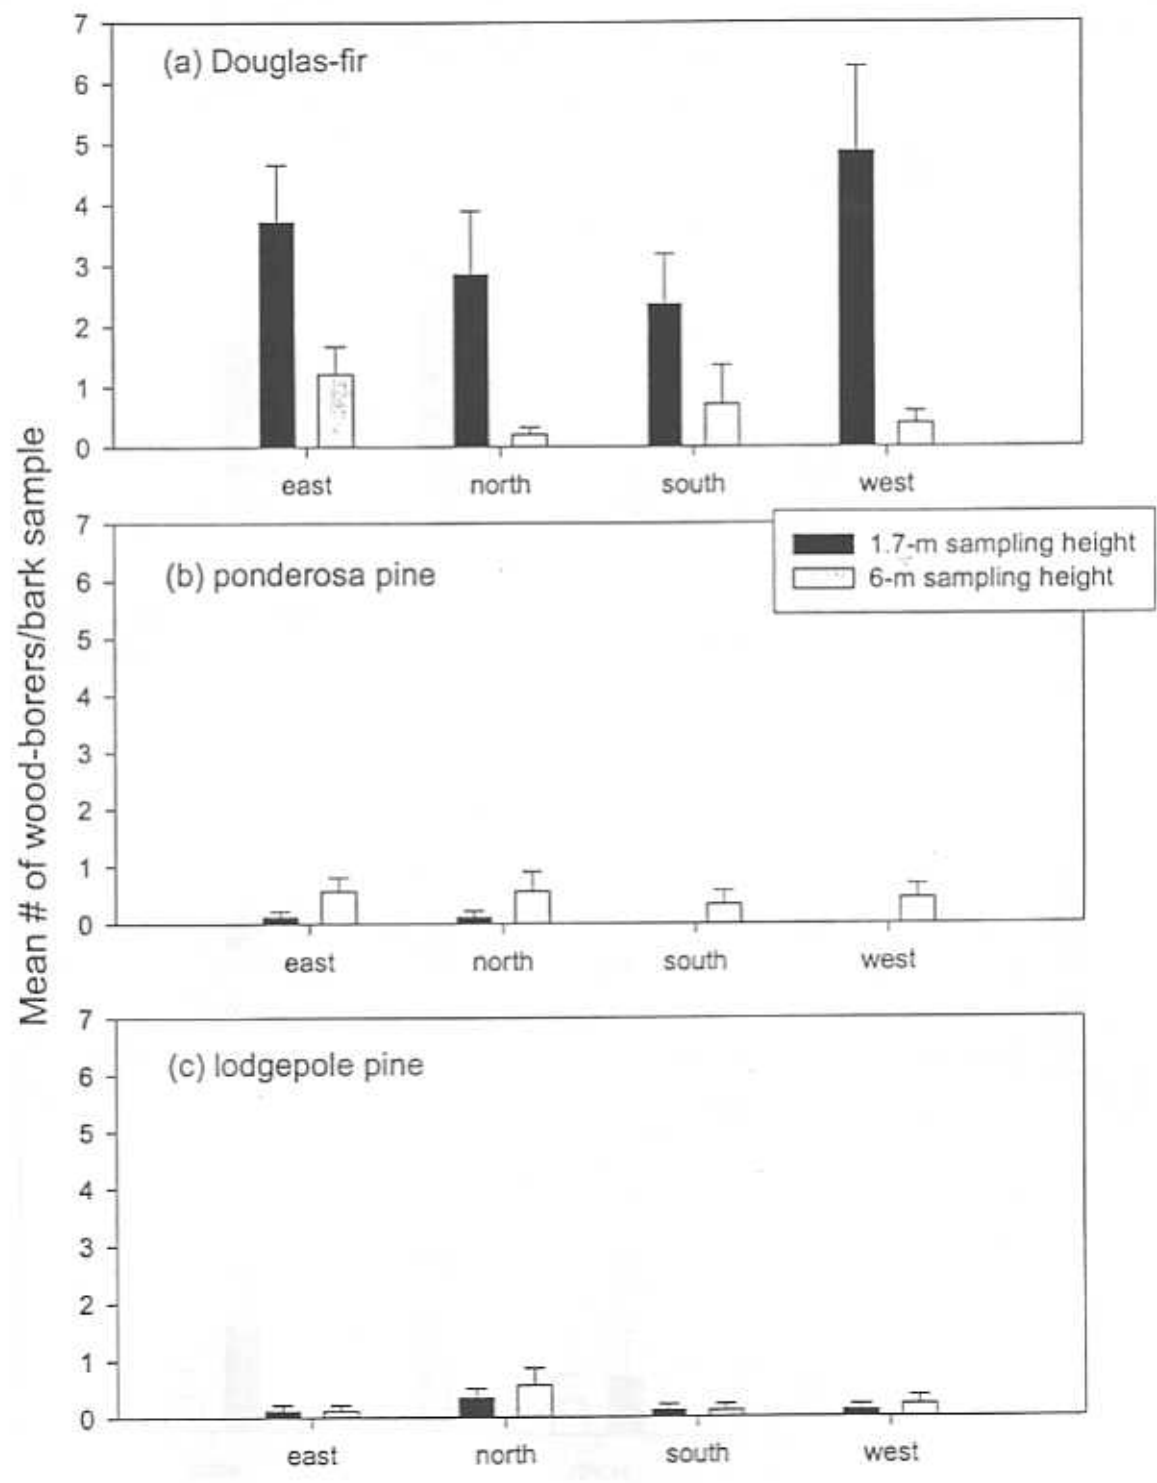 Mean # of wood-borers/bark sample
(a) Douglas-fir
7
6
5
4
3
2
1
0
east north south west
1.7-m sampling height
6-m sampling height
(b) ponderosa pine
7
6
5
4
3
2
1
0
east north south west
(c) lodgepole pine
7
6
5
4
3
2
1
0
east north south west